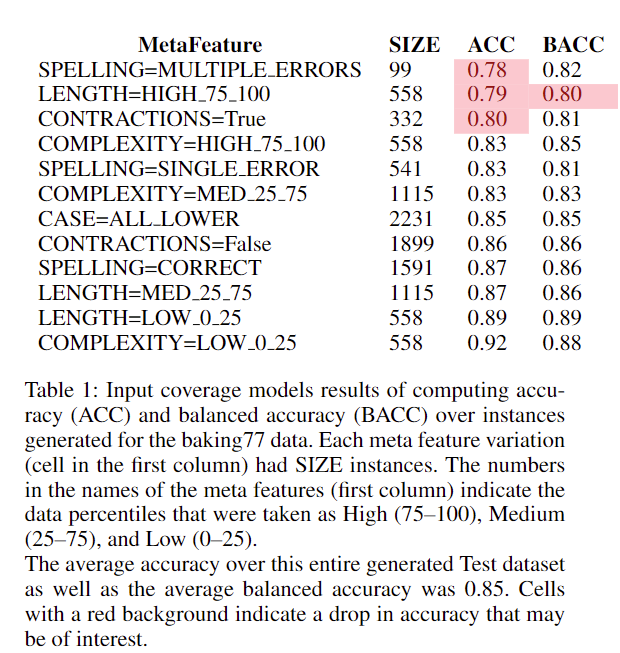 MetaFeature SIZE ACC BACC
SPELLING=MULTIPLE_ERRORS 99 0.78 0.82
LENGTH=HIGH_75_100 558 0.79 0.80
CONTRACTIONS=True 332 0.80 0.81
COMPLEXITY=HIGH_75_100 558 0.83 0.85
SPELLING=SINGLE_ERROR 541 0.83 0.81
COMPLEXITY=MED_25_75 1115 0.83 0.83
CASE=ALL_LOWER 2231 0.85 0.85
CONTRACTIONS=False 1899 0.86 0.86
SPELLING=CORRECT 1591 0.87 0.86
LENGTH=MED_25_75 1115 0.87 0.86
LENGTH=LOW_0_25 558 0.89 0.89
COMPLEXITY=LOW_0_25 558 0.92 0.88
Table 1: Input coverage models results of computing accu-
racy (ACC) and balanced accuracy (BACC) over instances
generated for the baking77 data. Each meta feature variation
(cell in the first column) had SIZE instances. The numbers
in the names of the meta features (first column) indicate the
data percentiles that were taken as High (75–100), Medium
(25–75), and Low (0–25).
The average accuracy over this entire generated Test dataset
as well as the average balanced accuracy was 0.85. Cells
with a red background indicate a drop in accuracy that may
be of interest.